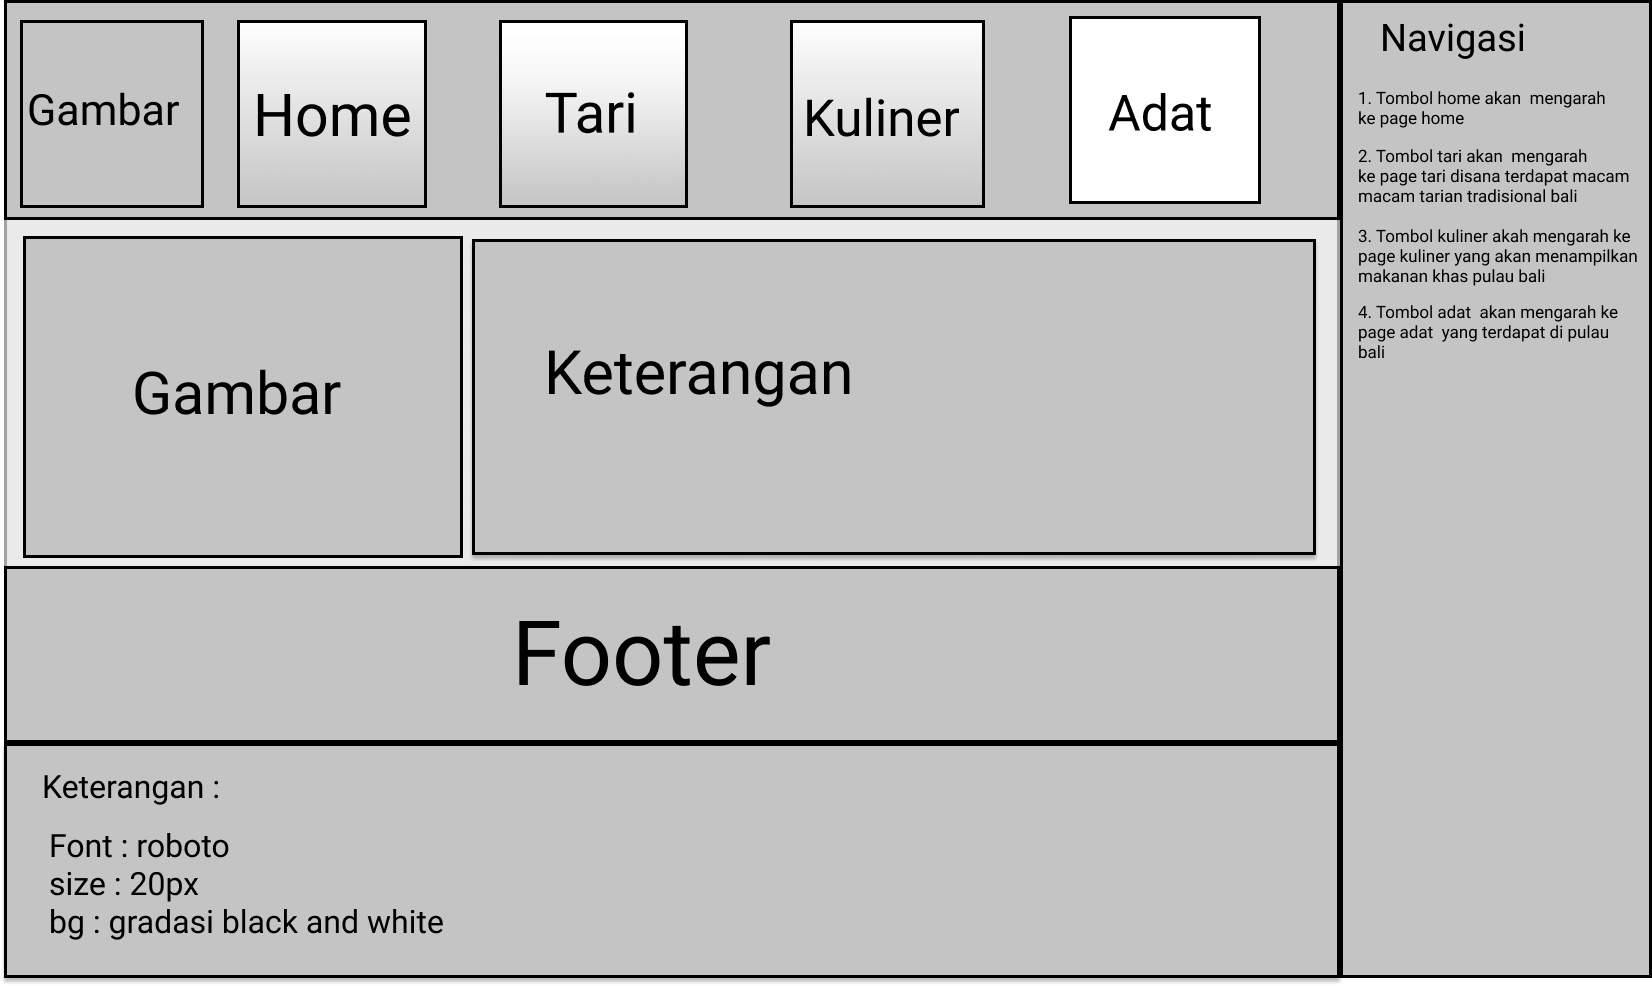 Gambar
Home
Tari
Kuliner
Adat
Gambar
Keterangan
Footer
Keterangan :
Font : roboto
size : 20px
bg : gradasi black and white
Navigasi
1. Tombol home akan  mengarah
ke page home
2. Tombol tari akan  mengarah
ke page tari disana terdapat macam
macam tarian tradisional bali
3. Tombol kuliner akah mengarah ke
page kuliner yang akan menampilkan
makanan khas pulau bali
4. Tombol adat  akan mengarah ke
page adat  yang terdapat di pulau
bali